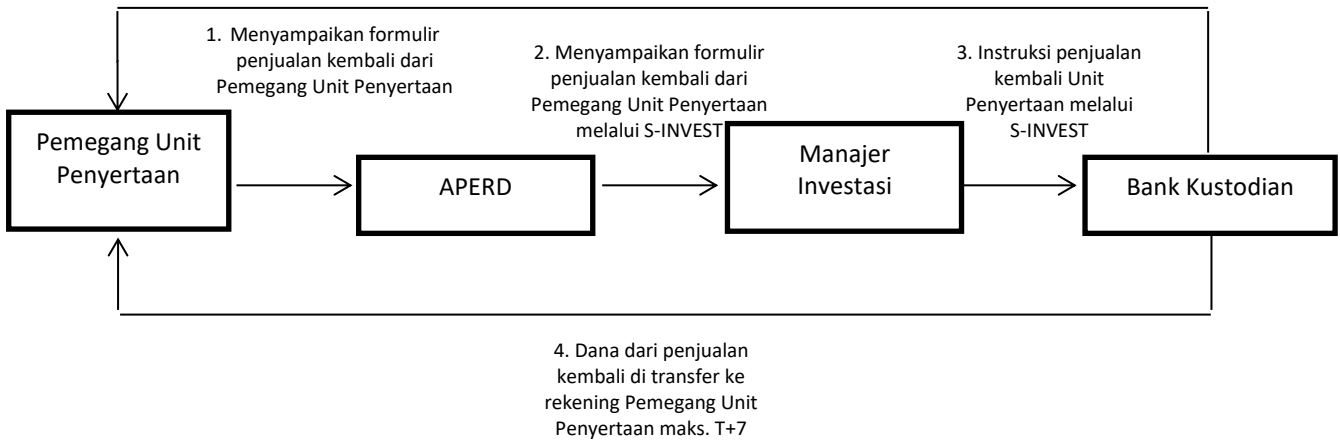 1. Menyampaikan formulir
penjualan kembali dari
Pemegang Unit Penyertaan
2. Menyampaikan formulir
penjualan kembali dari
Pemegang Unit Penyertaan
melalui S-INVEST
3. Instruksi penjualan
kembali Unit
Penyertaan melalui
S-INVEST
Pemegang Unit
Penyertaan
APERD
Manajer
Investasi
Bank Kustodian
4. Dana dari penjualan
kembali di transfer ke
rekening Pemegang Unit
Penyertaan maks. T+7